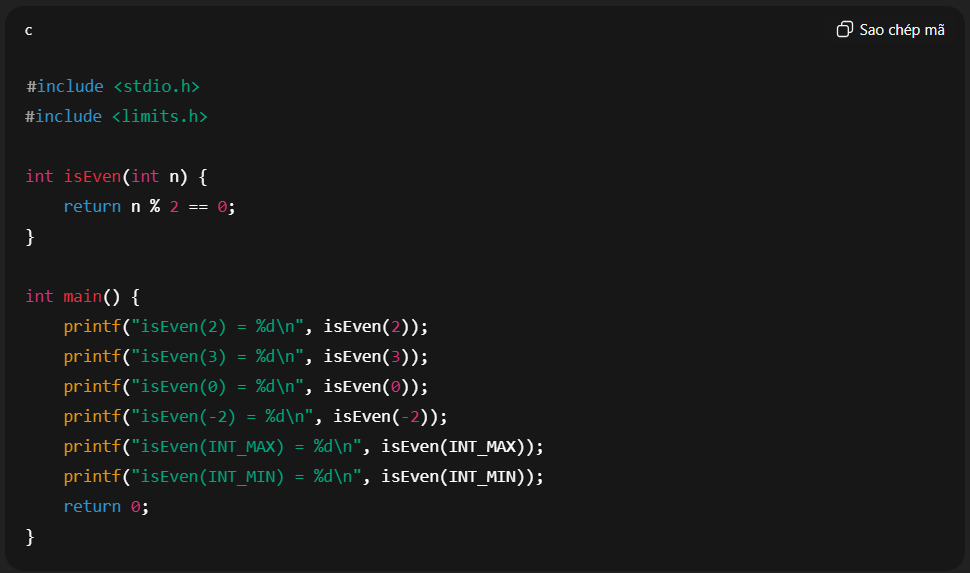 c
Sao chép mã
#include <stdio.h>
#include <limits.h>
int isEven(int n) {
    return n % 2 == 0;
}
int main() {
    printf("isEven(2) = %d\n", isEven(2));
    printf("isEven(3) = %d\n", isEven(3));
    printf("isEven(0) = %d\n", isEven(0));
    printf("isEven(-2) = %d\n", isEven(-2));
    printf("isEven(INT_MAX) = %d\n", isEven(INT_MAX));
    printf("isEven(INT_MIN) = %d\n", isEven(INT_MIN));
    return 0;
}